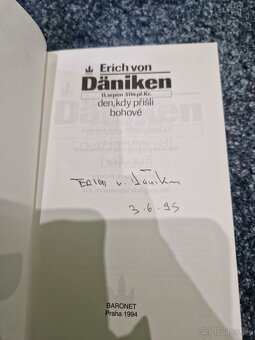 Erich von
Däniken
11. srpen 3114 př. Kr.
den, kdy přišli
bohové
Erich v. Däniken
3.6.95
BARONET
Praha 1994